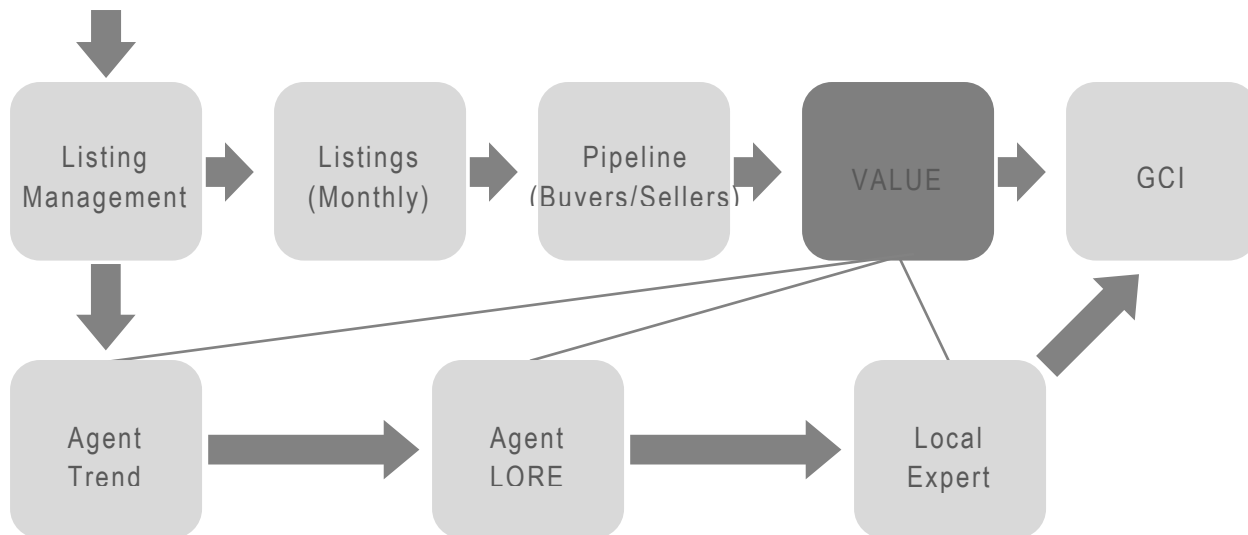 Listing
Management
Listings
(Monthly)
Pipeline
(Buyers/Sellers)
VALUE
GCI
Agent
Trend
Agent
LORE
Local
Expert